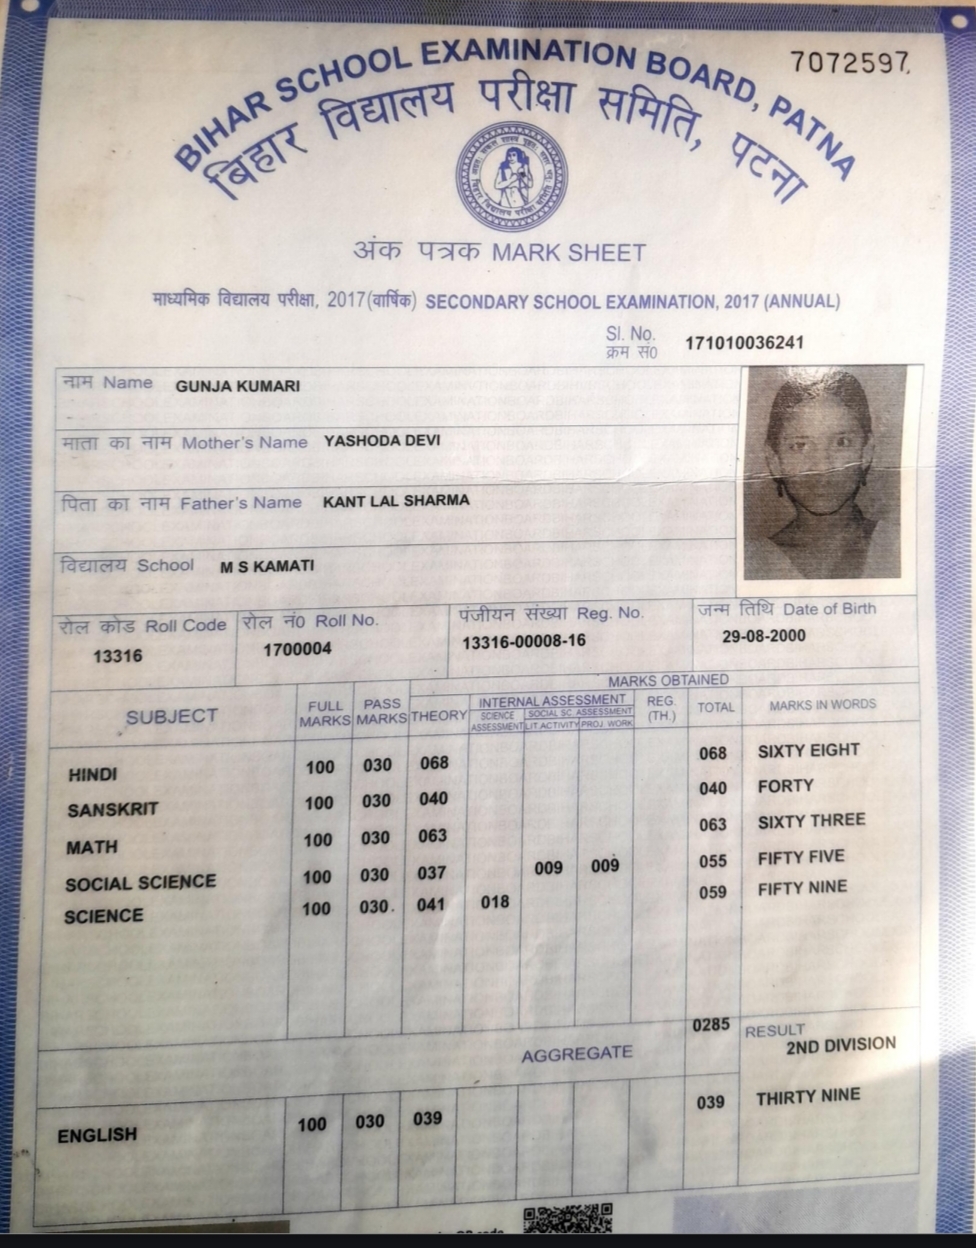 7072597
BIHAR SCHOOL EXAMINATION BOARD, PATNA
बिहार विद्यालय परीक्षा समिति, पटना
अंक पत्रक MARK SHEET
माध्यमिक विद्यालय परीक्षा, 2017(वार्षिक) SECONDARY SCHOOL EXAMINATION, 2017 (ANNUAL)
Sl. No.
क्रम सं0 171010036241
नाम Name GUNJA KUMARI
माता का नाम Mother's Name YASHODA DEVI
पिता का नाम Father's Name KANT LAL SHARMA
विद्यालय School M S KAMATI
रोल कोड Roll Code रोल नं0 Roll No. पंजीयन संख्या Reg. No. जन्म तिथि Date of Birth
13316 1700004 13316-00008-16 29-08-2000
MARKS OBTAINED
SUBJECT FULL MARKS PASS MARKS THEORY INTERNAL ASSESSMENT REG. (TH.) TOTAL MARKS IN WORDS
SCIENCE ASSESSMENT SOCIAL SC. ASSESSMENT
LIT.ACTIVITY PROJ. WORK
HINDI 100 030 068 068 SIXTY EIGHT
SANSKRIT 100 030 040 040 FORTY
MATH 100 030 063 063 SIXTY THREE
SOCIAL SCIENCE 100 030 037 009 009 055 FIFTY FIVE
SCIENCE 100 030 041 018 059 FIFTY NINE
AGGREGATE 0285 RESULT
2ND DIVISION
ENGLISH 100 030 039 039 THIRTY NINE